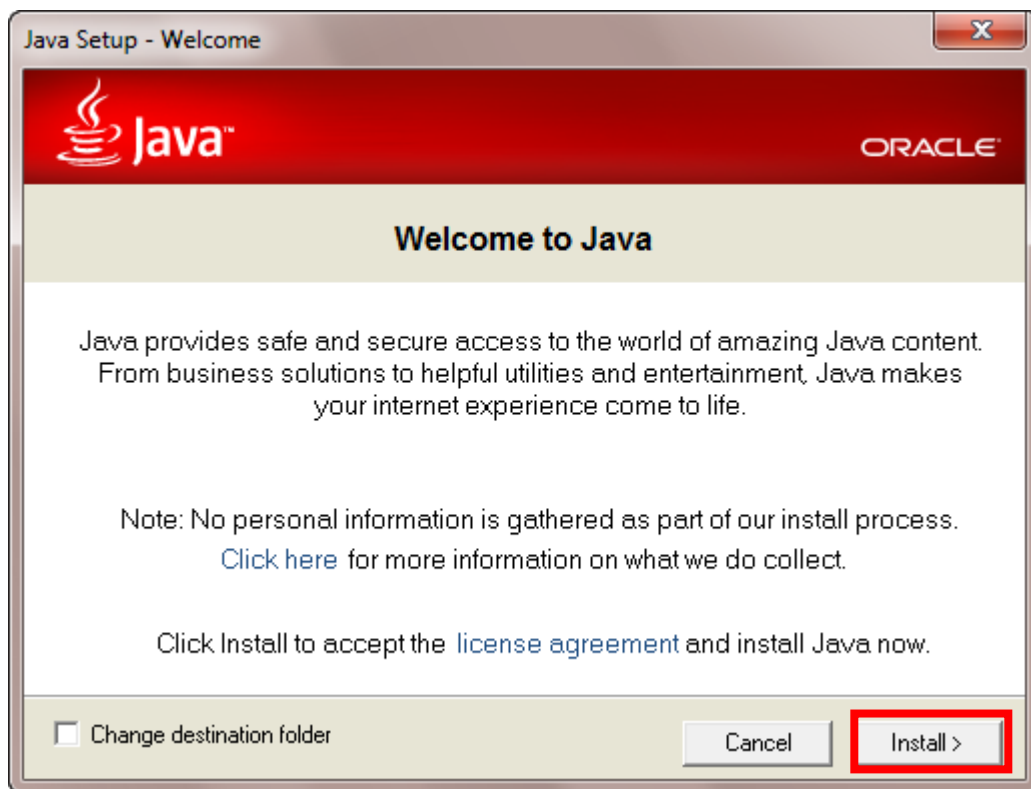 Java Setup - Welcome
Java™
ORACLE
Welcome to Java
Java provides safe and secure access to the world of amazing Java content.
From business solutions to helpful utilities and entertainment, Java makes
your internet experience come to life.
Note: No personal information is gathered as part of our install process.
Click here for more information on what we do collect.
Click Install to accept the license agreement and install Java now.
Change destination folder
Cancel
Install >